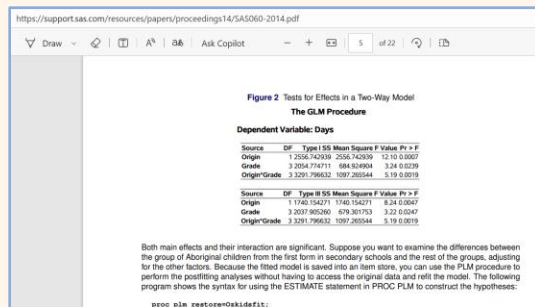 https://support.sas.com/resources/papers/proceedings14/SAS060-2014.pdf
Draw Ask Copilot 5 of 22
Figure 2 Tests for Effects in a Two-Way Model
The GLM Procedure
Dependent Variable: Days
Source DF Type I SS Mean Square F Value Pr > F
Origin 1 2556.742939 2556.742939 12.10 0.0007
Grade 3 2054.774711 684.924904 3.24 0.0239
Origin*Grade 3 3291.796632 1097.265544 5.19 0.0019
Source DF Type III SS Mean Square F Value Pr > F
Origin 1 1740.154271 1740.154271 8.24 0.0047
Grade 3 2037.905260 679.301753 3.22 0.0247
Origin*Grade 3 3291.796632 1097.265544 5.19 0.0019
Both main effects and their interaction are significant. Suppose you want to examine the differences between
the group of Aboriginal children from the first form in secondary schools and the rest of the groups, adjusting
for the other factors. Because the fitted model is saved into an item store, you can use the PLM procedure to
perform the postfitting analyses without having to access the original data and refit the model. The following
program shows the syntax for using the ESTIMATE statement in PROC PLM to construct the hypotheses:
proc plm restore=Ozkidsfit;